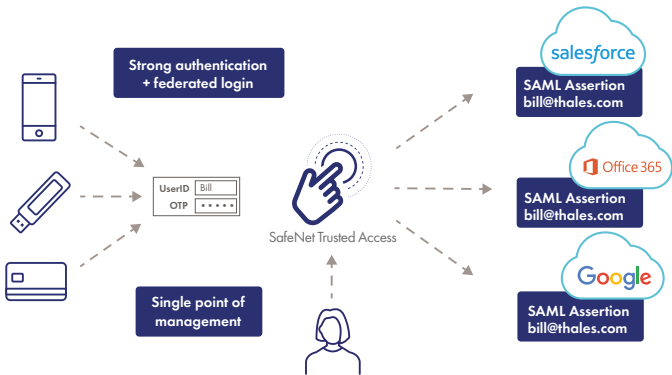 Strong authentication
+ federated login
UserID Bill
OTP •••••
SafeNet Trusted Access
Single point of
management
salesforce
SAML Assertion
bill@thales.com
Office 365
SAML Assertion
bill@thales.com
Google
SAML Assertion
bill@thales.com